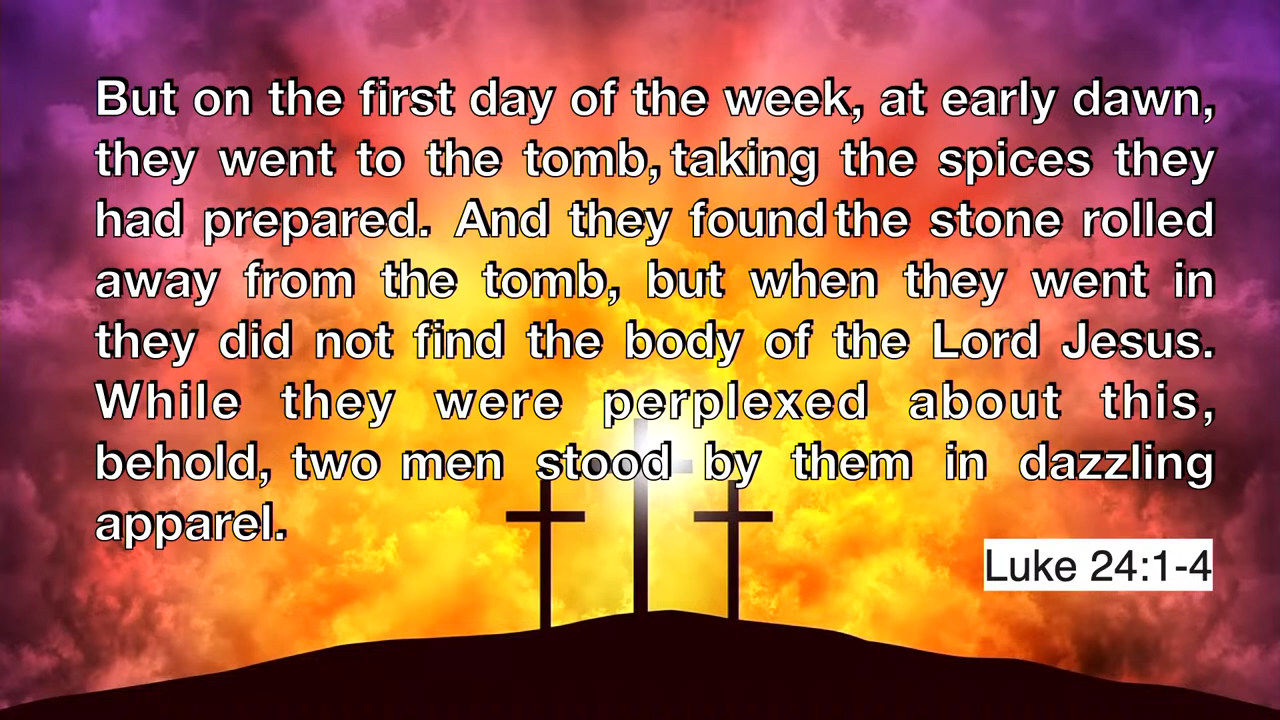 But on the first day of the week, at early dawn,
they went to the tomb, taking the spices they
had prepared. And they found the stone rolled
away from the tomb, but when they went in
they did not find the body of the Lord Jesus.
While they were perplexed about this,
behold, two men stood by them in dazzling
apparel.
Luke 24:1-4